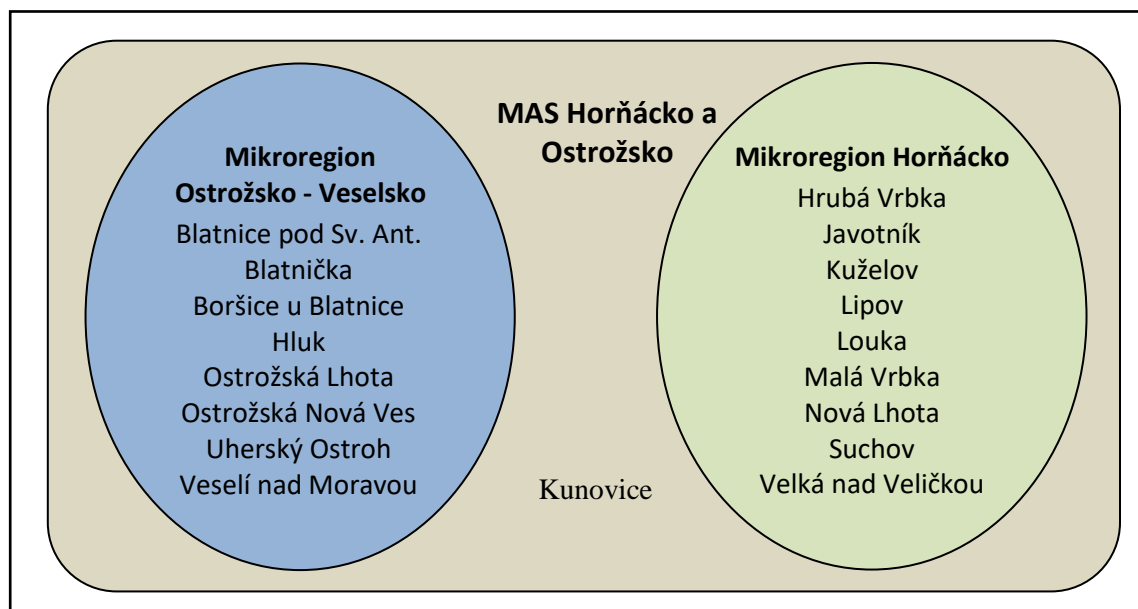 MAS Horňácko a
Ostrožsko
Mikroregion
Ostrožsko - Veselsko
Blatnice pod Sv. Ant.
Blatnička
Boršice u Blatnice
Hluk
Ostrožská Lhota
Ostrožská Nová Ves
Uherský Ostroh
Veselí nad Moravou
Mikroregion Horňácko
Hrubá Vrbka
Javotník
Kuželov
Lipov
Louka
Malá Vrbka
Nová Lhota
Suchov
Velká nad Veličkou
Kunovice